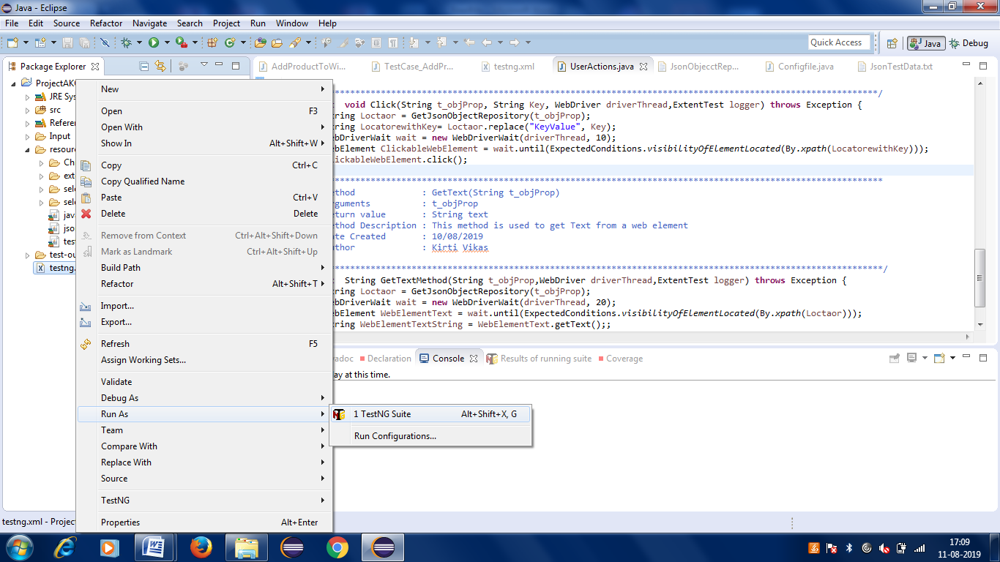 Java - Eclipse
File Edit Source Refactor Navigate Search Project Run Window Help
Quick Access Java Debug
Package Explorer
AddProductToWi... TestCase_AddPr... testng.xml UserActions.java JsonObjecctRep... Configfile.java JsonTestData.txt
ProjectAK
JRE Sys
src
Referen
Input
resour
Ch
exte
sele
sele
java
json
test
test-ou
testng.
New
Open F3
Open With
Show In Alt+Shift+W
Copy Ctrl+C
Copy Qualified Name
Paste Ctrl+V
Delete Delete
Remove from Context Ctrl+Alt+Shift+Down
Mark as Landmark Ctrl+Alt+Shift+Up
Build Path
Refactor Alt+Shift+T
Import...
Export...
Refresh F5
Assign Working Sets...
Validate
Debug As
Run As
Team
Compare With
Replace With
Source
TestNG
Properties Alt+Enter
1 TestNG Suite Alt+Shift+X, G
Run Configurations...
void Click(String t_objProp, String Key, WebDriver driverThread,ExtentTest logger) throws Exception {
ring Loctaor = GetJsonObjectRepository(t_objProp);
ring LocatorewithKey= Loctaor.replace("KeyValue", Key);
bDriverWait wait = new WebDriverWait(driverThread, 10);
bElement ClickableWebElement = wait.until(ExpectedConditions.visibilityOfElementLocated(By.xpath(LocatorewithKey)));
ickableWebElement.click();
ethod : GetText(String t_objProp)
guments : t_objProp
turn value : String text
thod Description : This method is used to get Text from a web element
te Created : 10/08/2019
thor : Kirti Vikas
String GetTextMethod(String t_objProp,WebDriver driverThread,ExtentTest logger) throws Exception {
ring Loctaor = GetJsonObjectRepository(t_objProp);
bDriverWait wait = new WebDriverWait(driverThread, 20);
bElement WebElementText = wait.until(ExpectedConditions.visibilityOfElementLocated(By.xpath(Loctaor)));
ring WebElementTextString = WebElementText.getText();;
vadoc Declaration Console Results of running suite Coverage
ay at this time.
testng.xml - Projec
17:09
11-08-2019